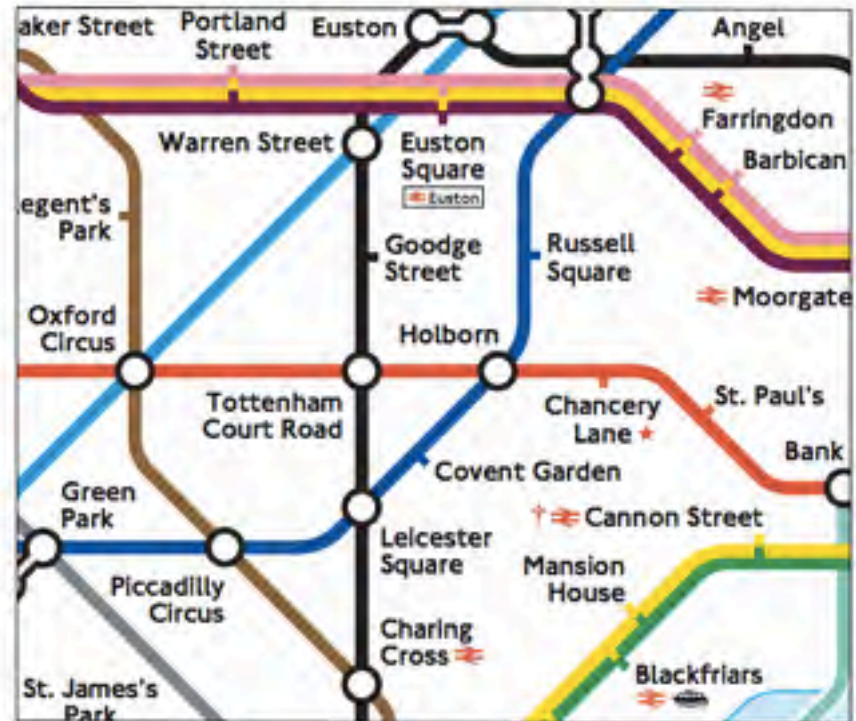 aker Street
Portland
Street
Euston
Angel
Farringdon
Barbican
Warren Street
Euston
Square
Euston
egent's
Park
Goodge
Street
Russell
Square
Moorgate
Oxford
Circus
Holborn
Tottenham
Court Road
Chancery
Lane
St. Paul's
Bank
Covent Garden
Green
Park
Cannon Street
Leicester
Square
Mansion
House
Piccadilly
Circus
Charing
Cross
Blackfriars
St. James's
Park